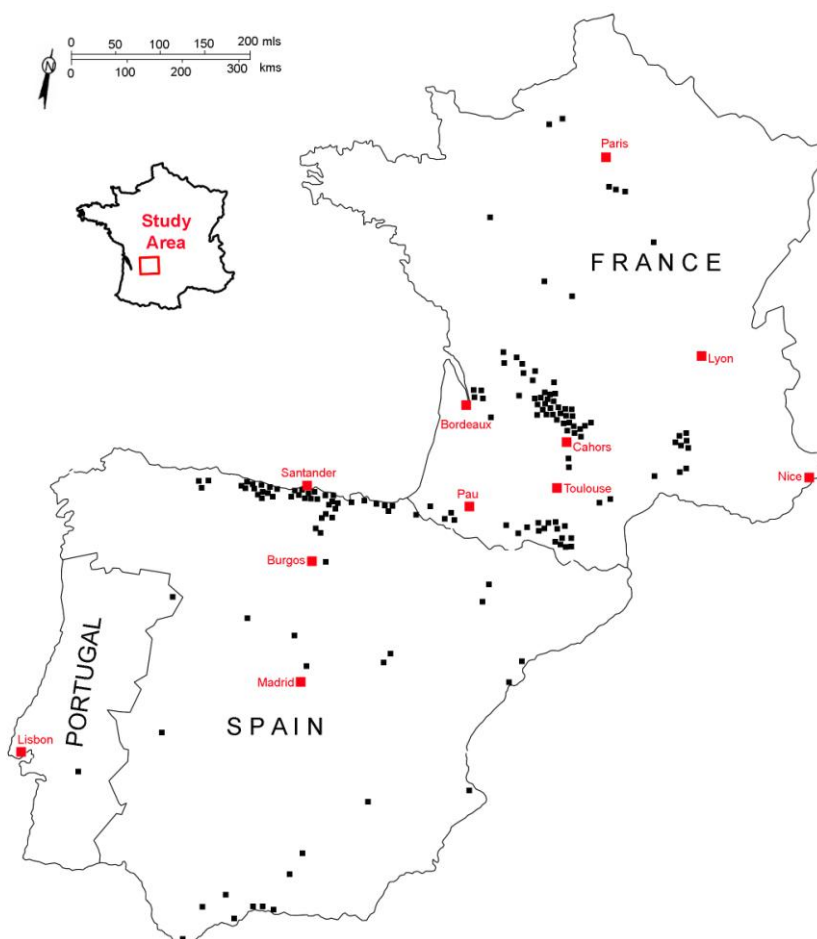 0 50 100 150 200 mls
0 100 200 300 kms
N
Paris
Study
Area
FRANCE
Lyon
Bordeaux
Cahors
Santander
Nice
Pau
Toulouse
Burgos
PORTUGAL
Madrid
SPAIN
Lisbon